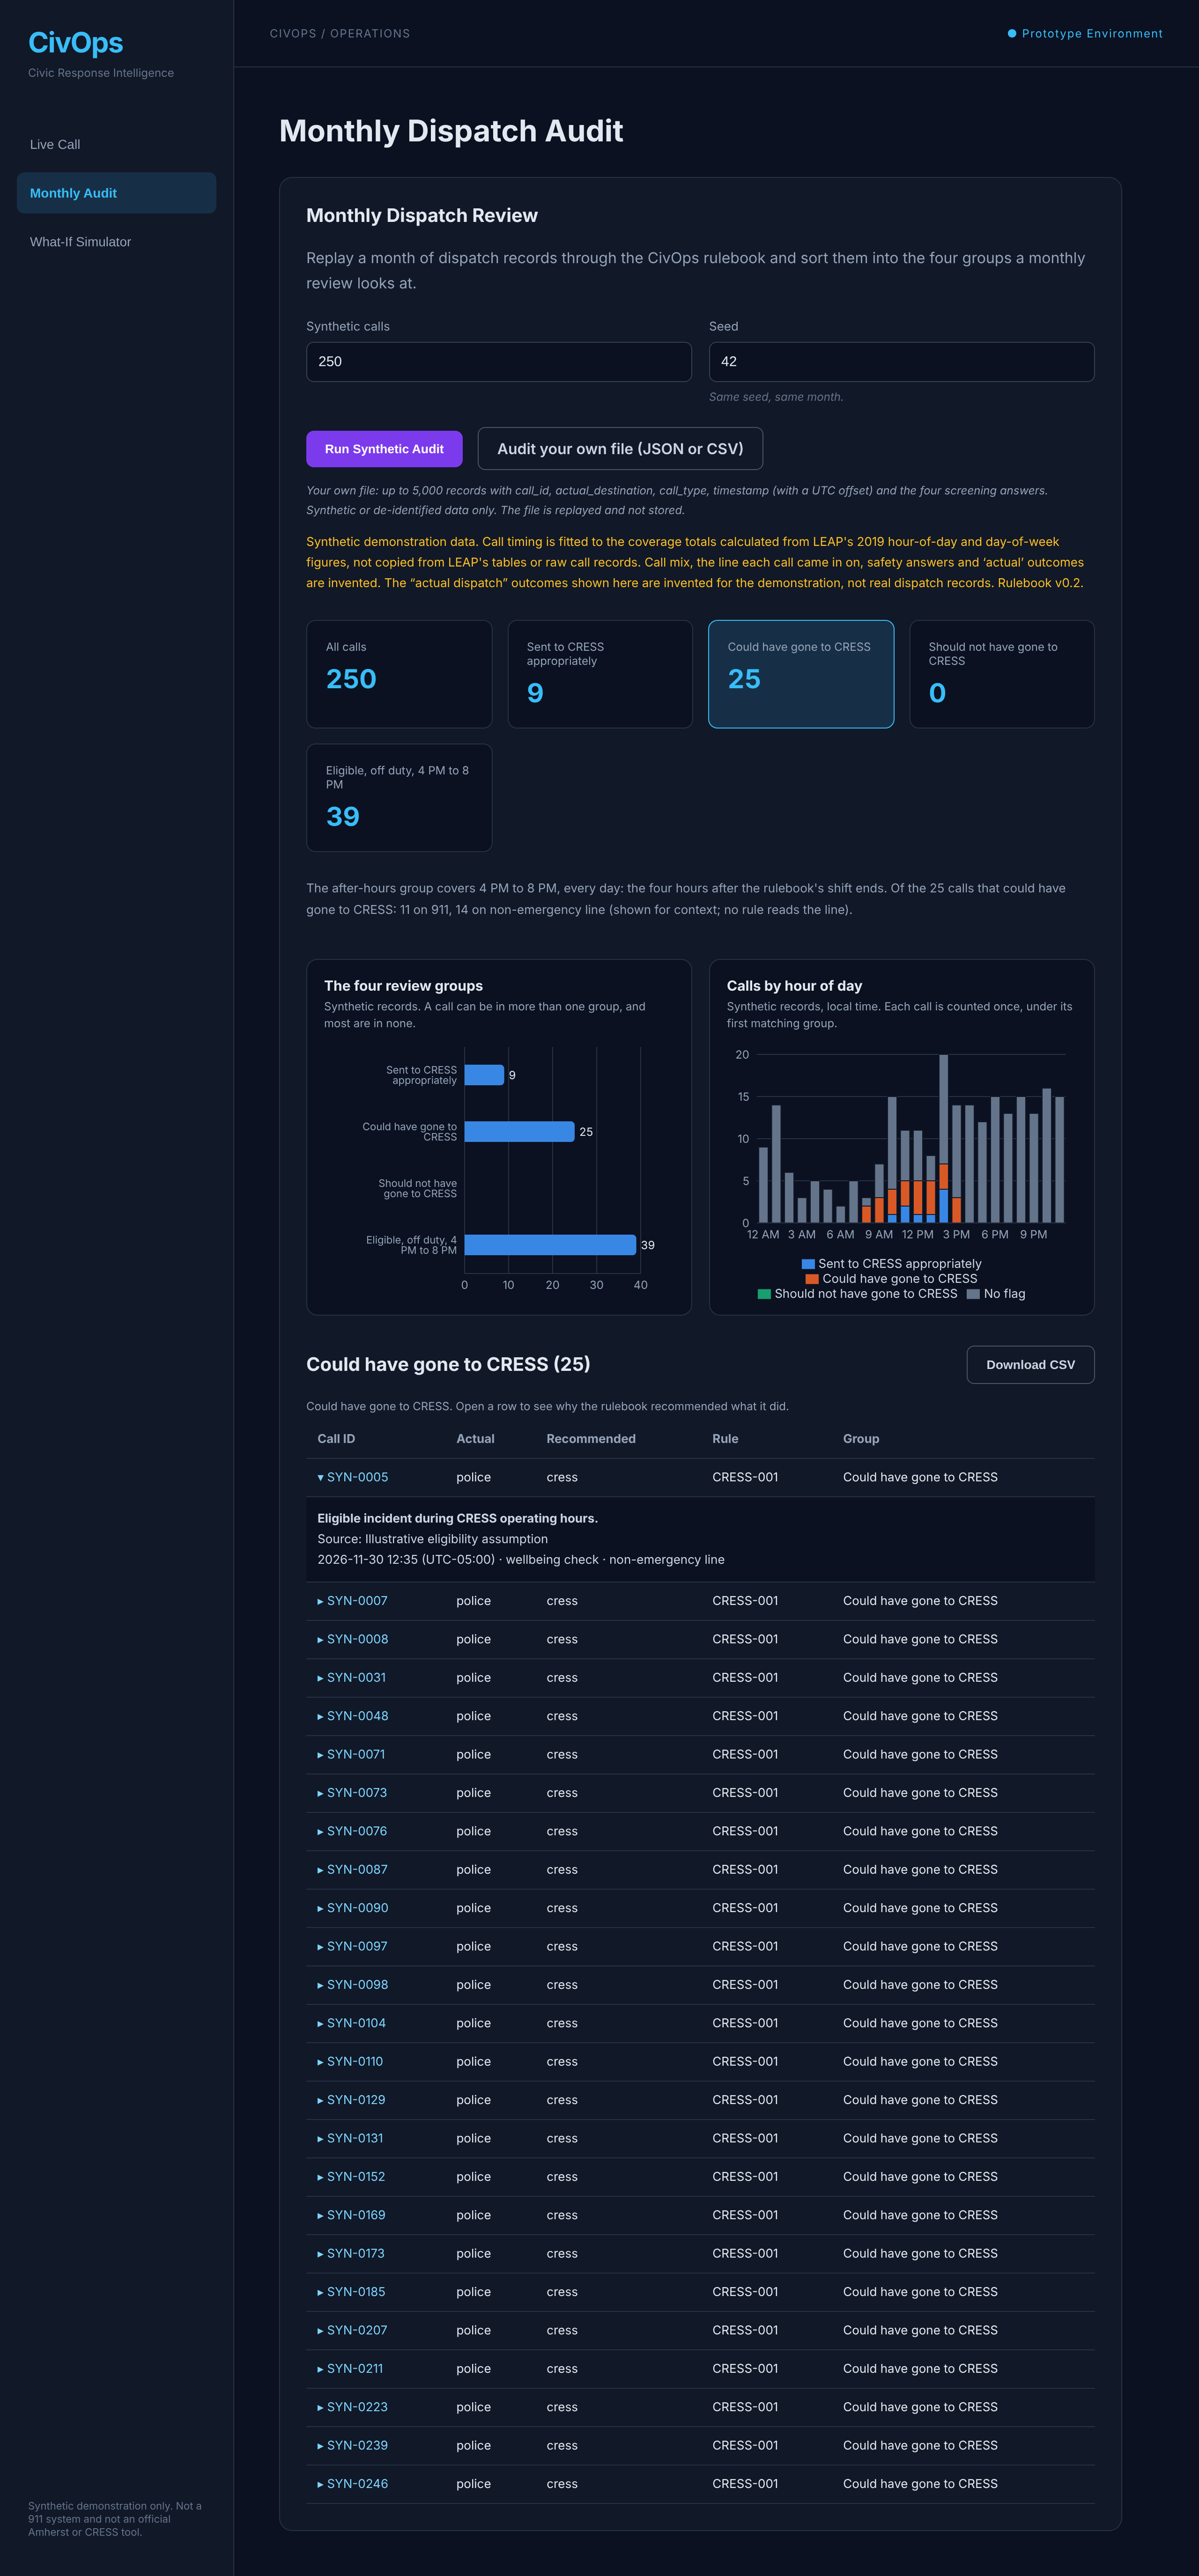 CivOps
Civic Response Intelligence
Live Call
Monthly Audit
What-If Simulator
Synthetic demonstration only. Not a
911 system and not an official
Amherst or CRESS tool.
CIVOPS / OPERATIONS
Prototype Environment
Monthly Dispatch Audit
Monthly Dispatch Review
Replay a month of dispatch records through the CivOps rulebook and sort them into the four groups a monthly
review looks at.
Synthetic calls
250
Seed
42
Same seed, same month.
Run Synthetic Audit
Audit your own file (JSON or CSV)
Your own file: up to 5,000 records with call_id, actual_destination, call_type, timestamp (with a UTC offset) and the four screening answers.
Synthetic or de-identified data only. The file is replayed and not stored.
Synthetic demonstration data. Call timing is fitted to the coverage totals calculated from LEAP's 2019 hour-of-day and day-of-week
figures, not copied from LEAP's tables or raw call records. Call mix, the line each call came in on, safety answers and ‘actual’ outcomes
are invented. The “actual dispatch” outcomes shown here are invented for the demonstration, not real dispatch records. Rulebook v0.2.
All calls
250
Sent to CRESS
appropriately
9
Could have gone to CRESS
25
Should not have gone to
CRESS
0
Eligible, off duty, 4 PM to 8
PM
39
The after-hours group covers 4 PM to 8 PM, every day: the four hours after the rulebook's shift ends. Of the 25 calls that could have
gone to CRESS: 11 on 911, 14 on non-emergency line (shown for context; no rule reads the line).
The four review groups
Synthetic records. A call can be in more than one group, and
most are in none.
Sent to CRESS
appropriately
9
Could have gone to
CRESS
25
Should not have
gone to CRESS
Eligible, off duty, 4
PM to 8 PM
39
0 10 20 30 40
Calls by hour of day
Synthetic records, local time. Each call is counted once, under its
first matching group.
20
15
10
5
0
12 AM 3 AM 6 AM 9 AM 12 PM 3 PM 6 PM 9 PM
Sent to CRESS appropriately
Could have gone to CRESS
Should not have gone to CRESS No flag
Could have gone to CRESS (25)
Download CSV
Could have gone to CRESS. Open a row to see why the rulebook recommended what it did.
Call ID Actual Recommended Rule Group
▾ SYN-0005 police cress CRESS-001 Could have gone to CRESS
Eligible incident during CRESS operating hours.
Source: Illustrative eligibility assumption
2026-11-30 12:35 (UTC-05:00) · wellbeing check · non-emergency line
▸ SYN-0007 police cress CRESS-001 Could have gone to CRESS
▸ SYN-0008 police cress CRESS-001 Could have gone to CRESS
▸ SYN-0031 police cress CRESS-001 Could have gone to CRESS
▸ SYN-0048 police cress CRESS-001 Could have gone to CRESS
▸ SYN-0071 police cress CRESS-001 Could have gone to CRESS
▸ SYN-0073 police cress CRESS-001 Could have gone to CRESS
▸ SYN-0076 police cress CRESS-001 Could have gone to CRESS
▸ SYN-0087 police cress CRESS-001 Could have gone to CRESS
▸ SYN-0090 police cress CRESS-001 Could have gone to CRESS
▸ SYN-0097 police cress CRESS-001 Could have gone to CRESS
▸ SYN-0098 police cress CRESS-001 Could have gone to CRESS
▸ SYN-0104 police cress CRESS-001 Could have gone to CRESS
▸ SYN-0110 police cress CRESS-001 Could have gone to CRESS
▸ SYN-0129 police cress CRESS-001 Could have gone to CRESS
▸ SYN-0131 police cress CRESS-001 Could have gone to CRESS
▸ SYN-0152 police cress CRESS-001 Could have gone to CRESS
▸ SYN-0169 police cress CRESS-001 Could have gone to CRESS
▸ SYN-0173 police cress CRESS-001 Could have gone to CRESS
▸ SYN-0185 police cress CRESS-001 Could have gone to CRESS
▸ SYN-0207 police cress CRESS-001 Could have gone to CRESS
▸ SYN-0211 police cress CRESS-001 Could have gone to CRESS
▸ SYN-0223 police cress CRESS-001 Could have gone to CRESS
▸ SYN-0239 police cress CRESS-001 Could have gone to CRESS
▸ SYN-0246 police cress CRESS-001 Could have gone to CRESS